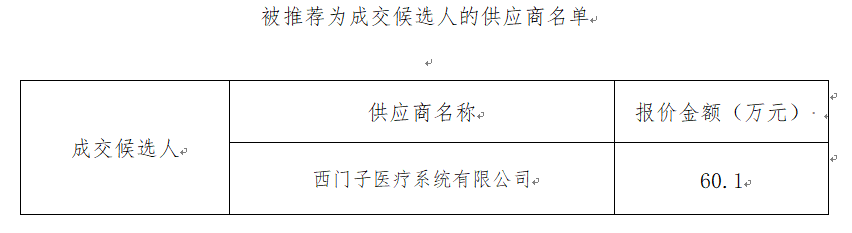 被推荐为成交候选人的供应商名单
成交候选人
供应商名称
报价金额（万元）
西门子医疗系统有限公司
60.1